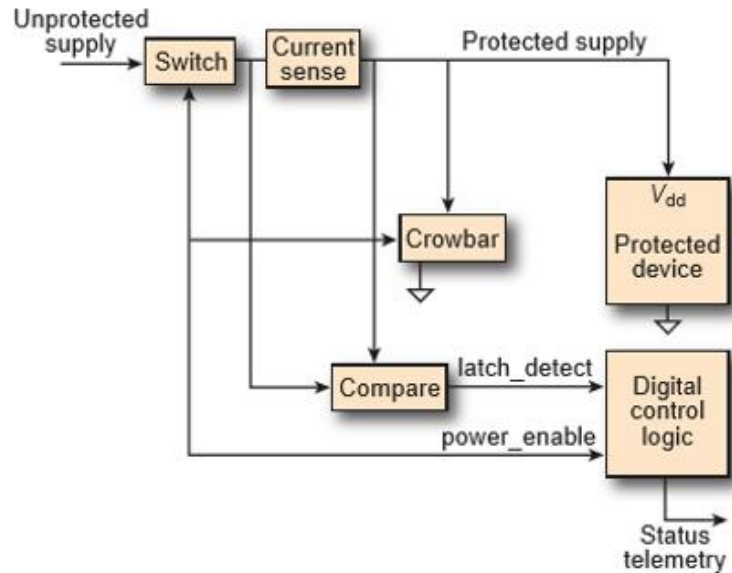 Unprotected
supply
Switch
Current
sense
Protected supply
Vdd
Protected
device
Crowbar
Compare
latch_detect
power_enable
Digital
control
logic
Status
telemetry